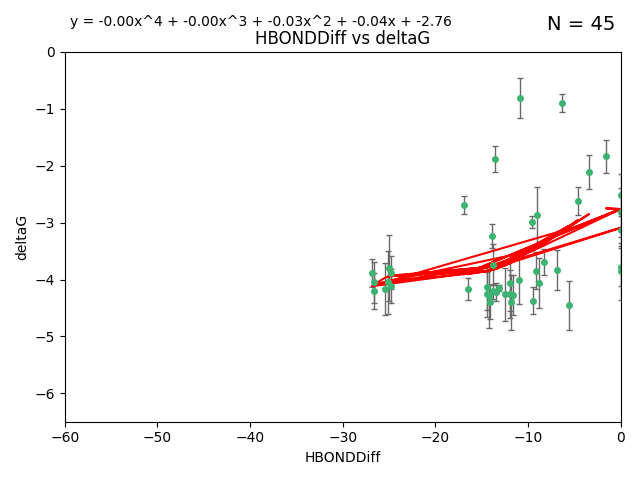 y = -0.00x^4 + -0.00x^3 + -0.03x^2 + -0.04x + -2.76
N = 45
HBONDDiff vs deltaG
0
−1
−2
−3
−4
−5
−6
deltaG
−60 −50 −40 −30 −20 −10 0
HBONDDiff